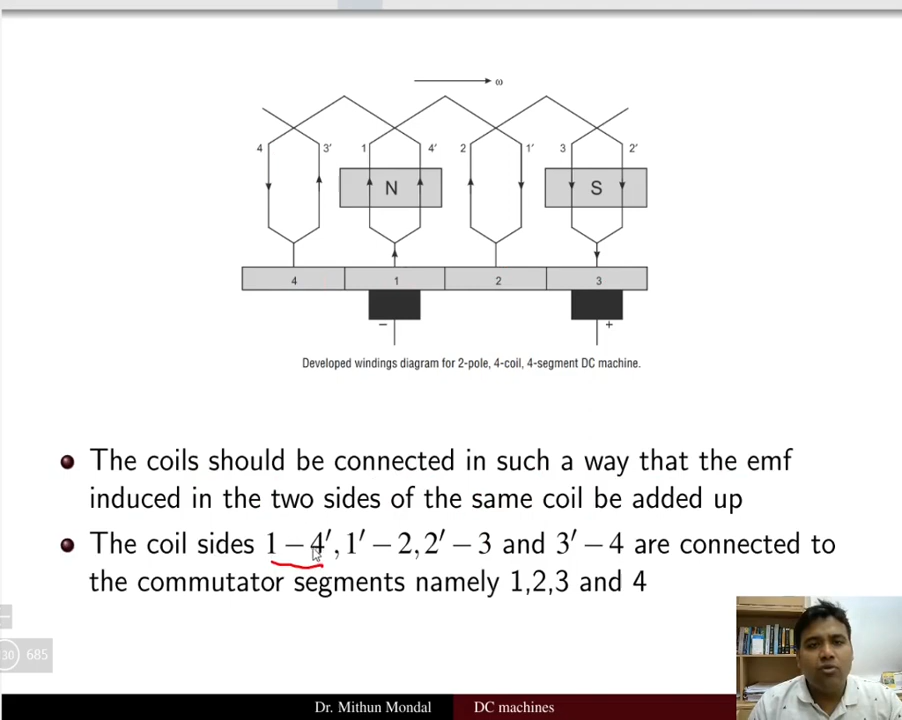 ω
4 3′ 1 4′ 2 1′ 3 2′
N S
4 1 2 3
− +
Developed windings diagram for 2-pole, 4-coil, 4-segment DC machine.
The coils should be connected in such a way that the emf
induced in the two sides of the same coil be added up
The coil sides 1 − 4′, 1′ − 2, 2′ − 3 and 3′ − 4 are connected to
the commutator segments namely 1,2,3 and 4
30 685
Dr. Mithun Mondal DC machines